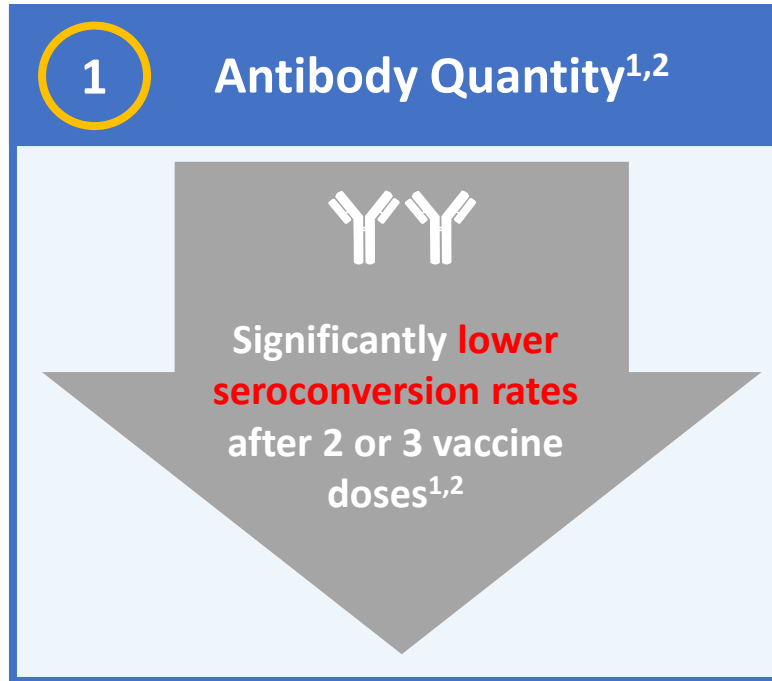 1
Antibody Quantity1,2
Significantly lower
seroconversion rates
after 2 or 3 vaccine
doses1,2